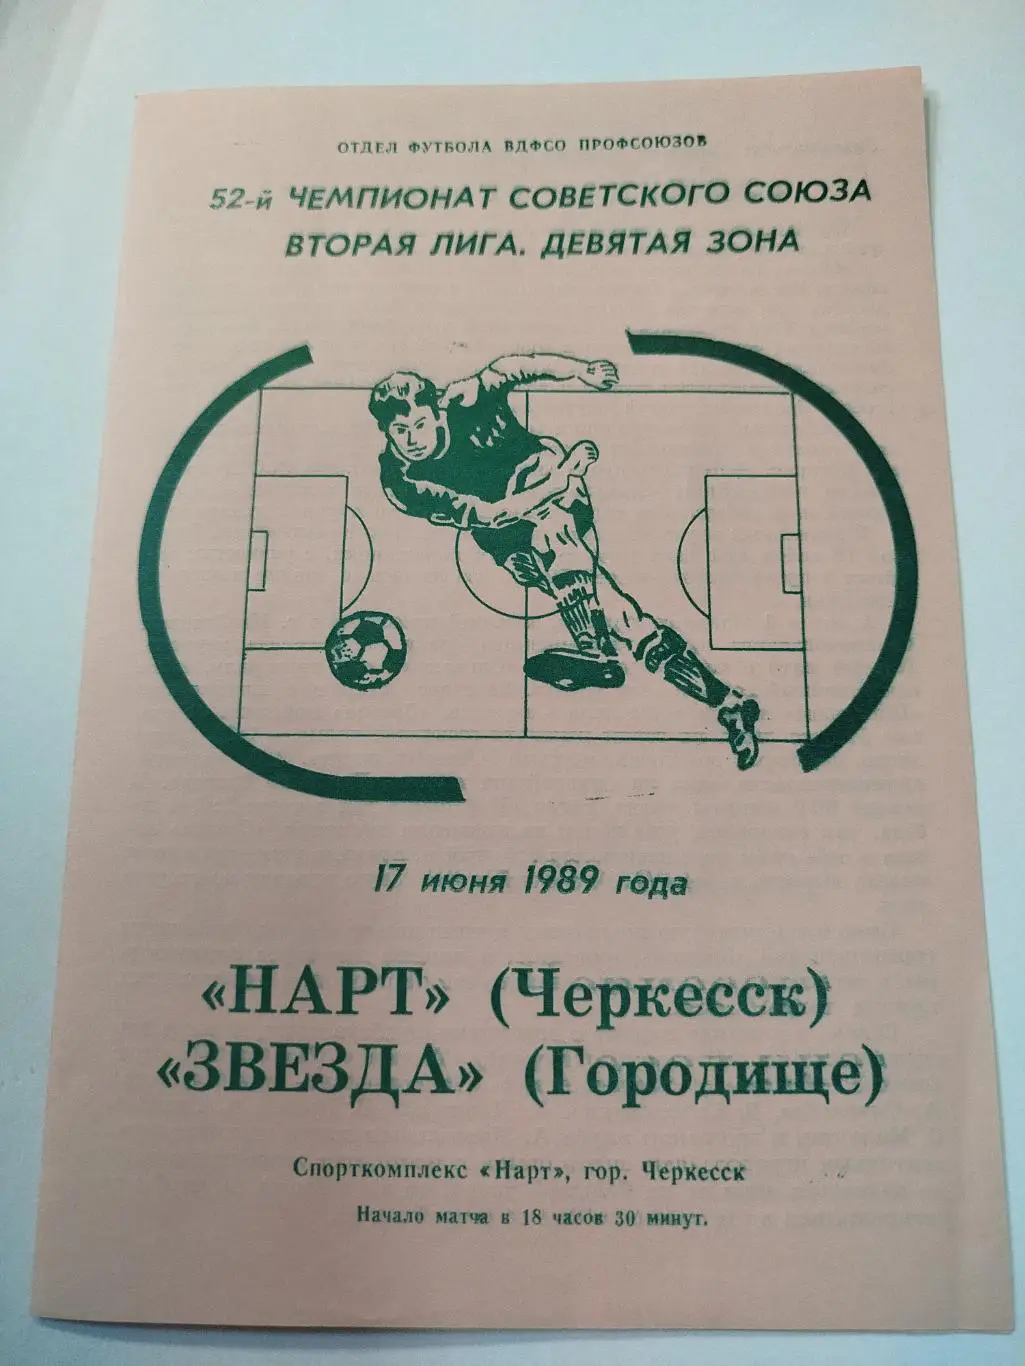 ОТДЕЛ ФУТБОЛА ВДФСО ПРОФСОЮЗОВ
52-й ЧЕМПИОНАТ СОВЕТСКОГО СОЮЗА
ВТОРАЯ ЛИГА. ДЕВЯТАЯ ЗОНА
17 июня 1989 года
«НАРТ» (Черкесск)
«ЗВЕЗДА» (Городище)
Спорткомплекс «Нарт», гор. Черкесск
Начало матча в 18 часов 30 минут.